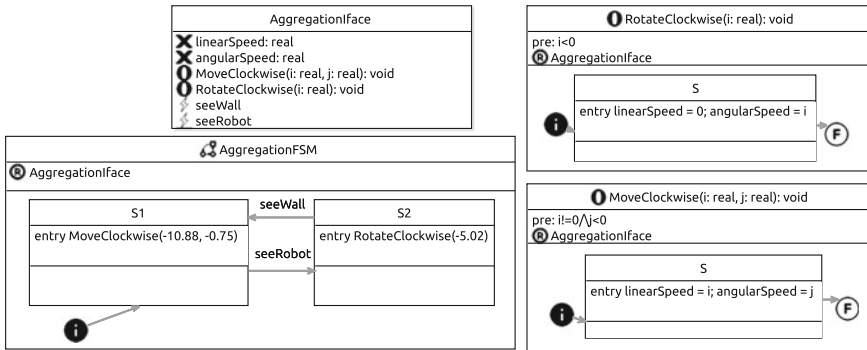 AggregationIface
linearSpeed: real
angularSpeed: real
MoveClockwise(i: real, j: real): void
RotateClockwise(i: real): void
seeWall
seeRobot
AggregationFSM
R AggregationIface
S1
entry MoveClockwise(-10.88, -0.75)
seeWall
seeRobot
S2
entry RotateClockwise(-5.02)
i
O RotateClockwise(i: real): void
pre: i<0
R AggregationIface
S
entry linearSpeed = 0; angularSpeed = i
i
F
O MoveClockwise(i: real, j: real): void
pre: i!=0/\j<0
R AggregationIface
S
entry linearSpeed = i; angularSpeed = j
i
F